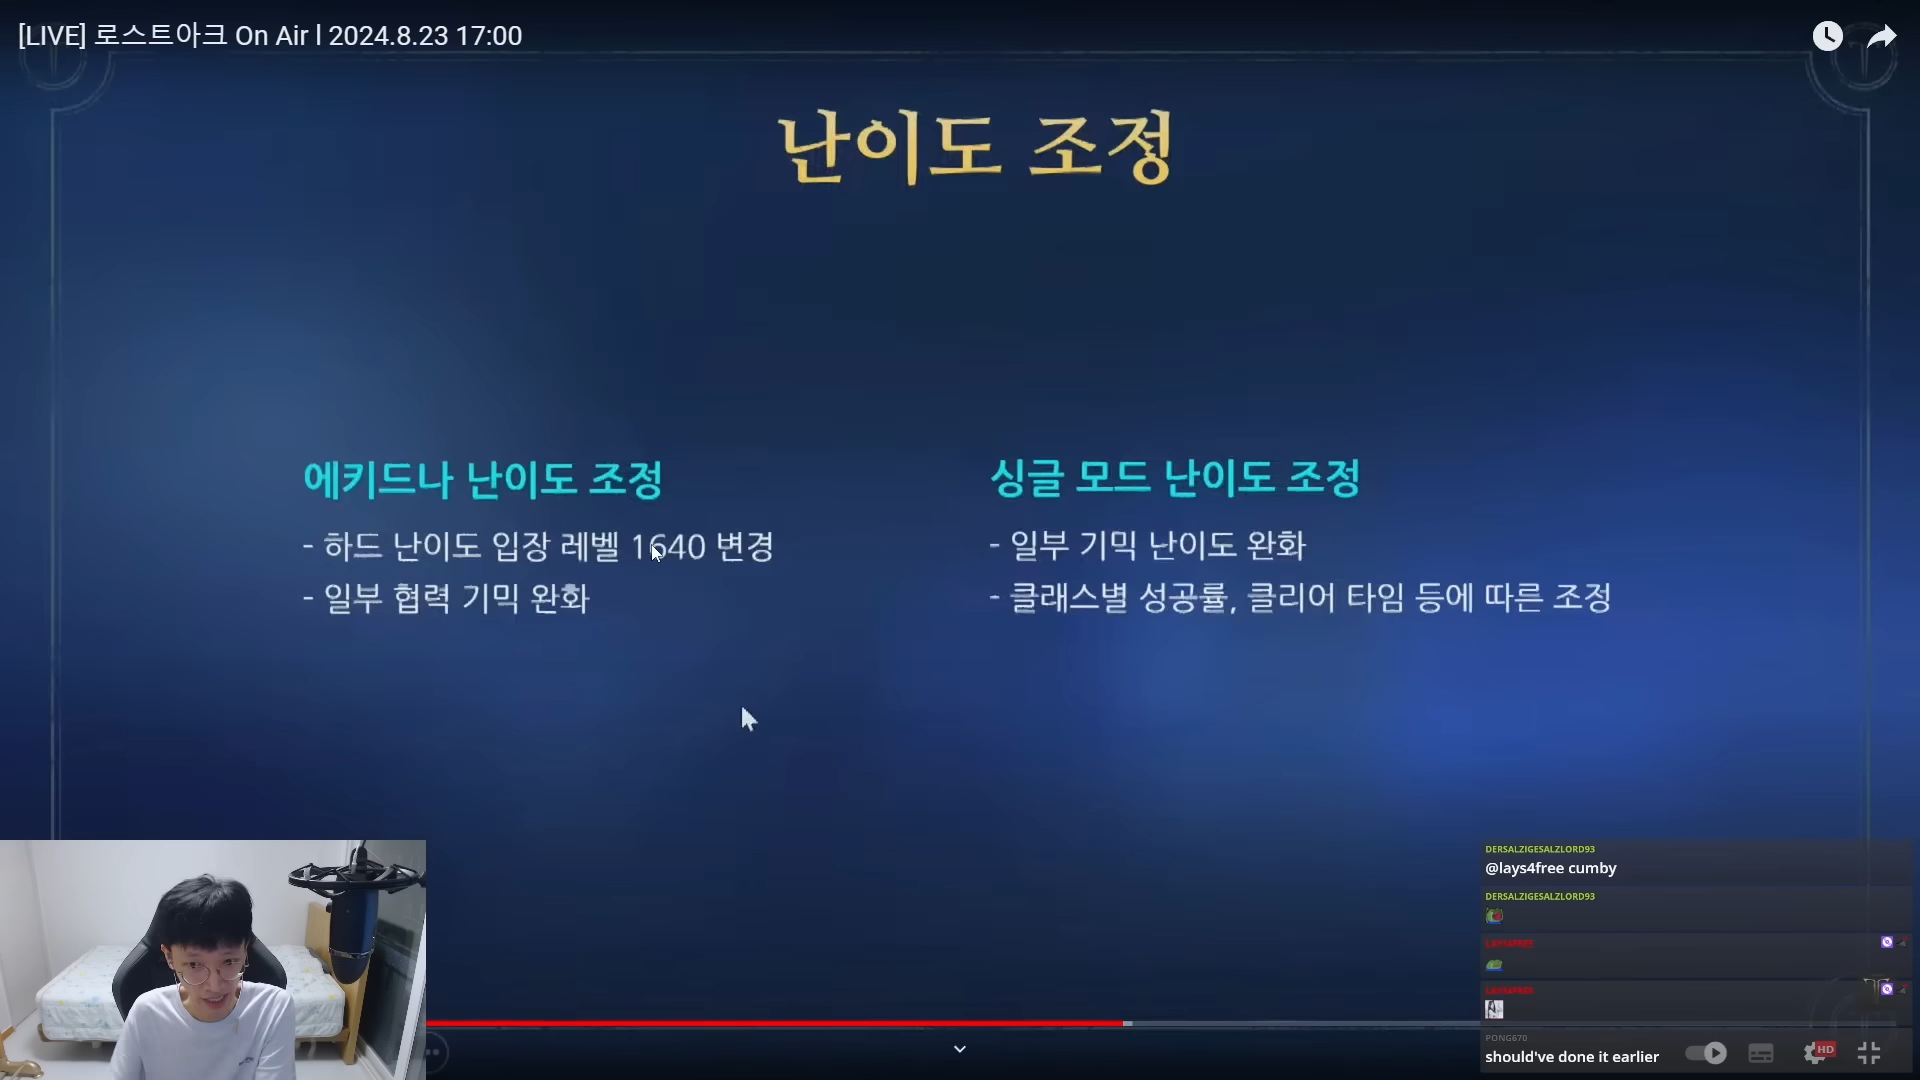 [LIVE] 로스트아크 On Air l 2024.8.23 17:00
난이도 조정
에키드나 난이도 조정
- 하드 난이도 입장 레벨 1640 변경
- 일부 협력 기믹 완화
싱글 모드 난이도 조정
- 일부 기믹 난이도 완화
- 클래스별 성공률, 클리어 타임 등에 따른 조정
DERSALZIGESALZLORD93
@lays4free cumby
DERSALZIGESALZLORD93
LAYS4FREE
LAYS4FREE
PONG670
should've done it earlier
HD